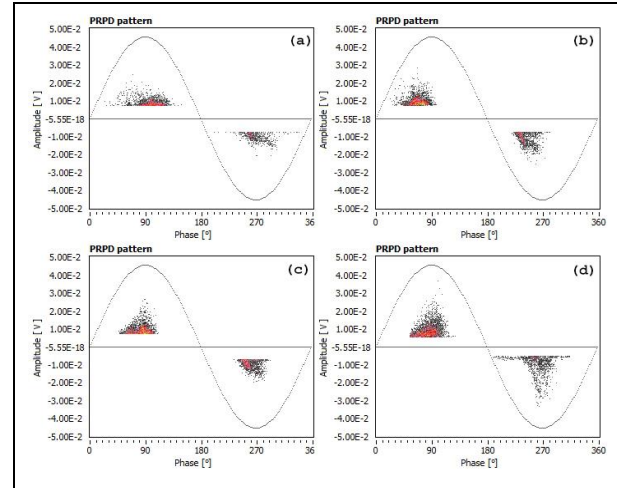 PRPD pattern
(a)
Amplitude [ V ]
5.00E-2
4.00E-2
3.00E-2
2.00E-2
1.00E-2
-5.55E-18
-1.00E-2
-2.00E-2
-3.00E-2
-4.00E-2
-5.00E-2
0 90 180 270 36
Phase [°]
PRPD pattern
(b)
Amplitude [ V ]
5.00E-2
4.00E-2
3.00E-2
2.00E-2
1.00E-2
-5.55E-18
-1.00E-2
-2.00E-2
-3.00E-2
-4.00E-2
-5.00E-2
0 90 180 270 360
Phase [°]
PRPD pattern
(c)
Amplitude [ V ]
5.00E-2
4.00E-2
3.00E-2
2.00E-2
1.00E-2
-5.55E-18
-1.00E-2
-2.00E-2
-3.00E-2
-4.00E-2
-5.00E-2
0 90 180 270 36
Phase [°]
PRPD pattern
(d)
Amplitude [ V ]
5.00E-2
4.00E-2
3.00E-2
2.00E-2
1.00E-2
-5.55E-18
-1.00E-2
-2.00E-2
-3.00E-2
-4.00E-2
-5.00E-2
0 90 180 270 360
Phase [°]